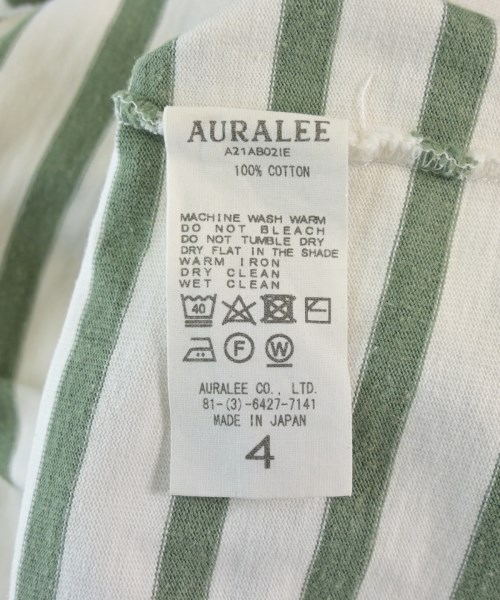 AURALEE
A21AB02IE
100% COTTON
MACHINE WASH WARM
DO NOT BLEACH
DO NOT TUMBLE DRY
DRY FLAT IN THE SHADE
WARM IRON
DRY CLEAN
WET CLEAN
40
F W
AURALEE CO., LTD.
81-(3)-6427-7141
MADE IN JAPAN
4